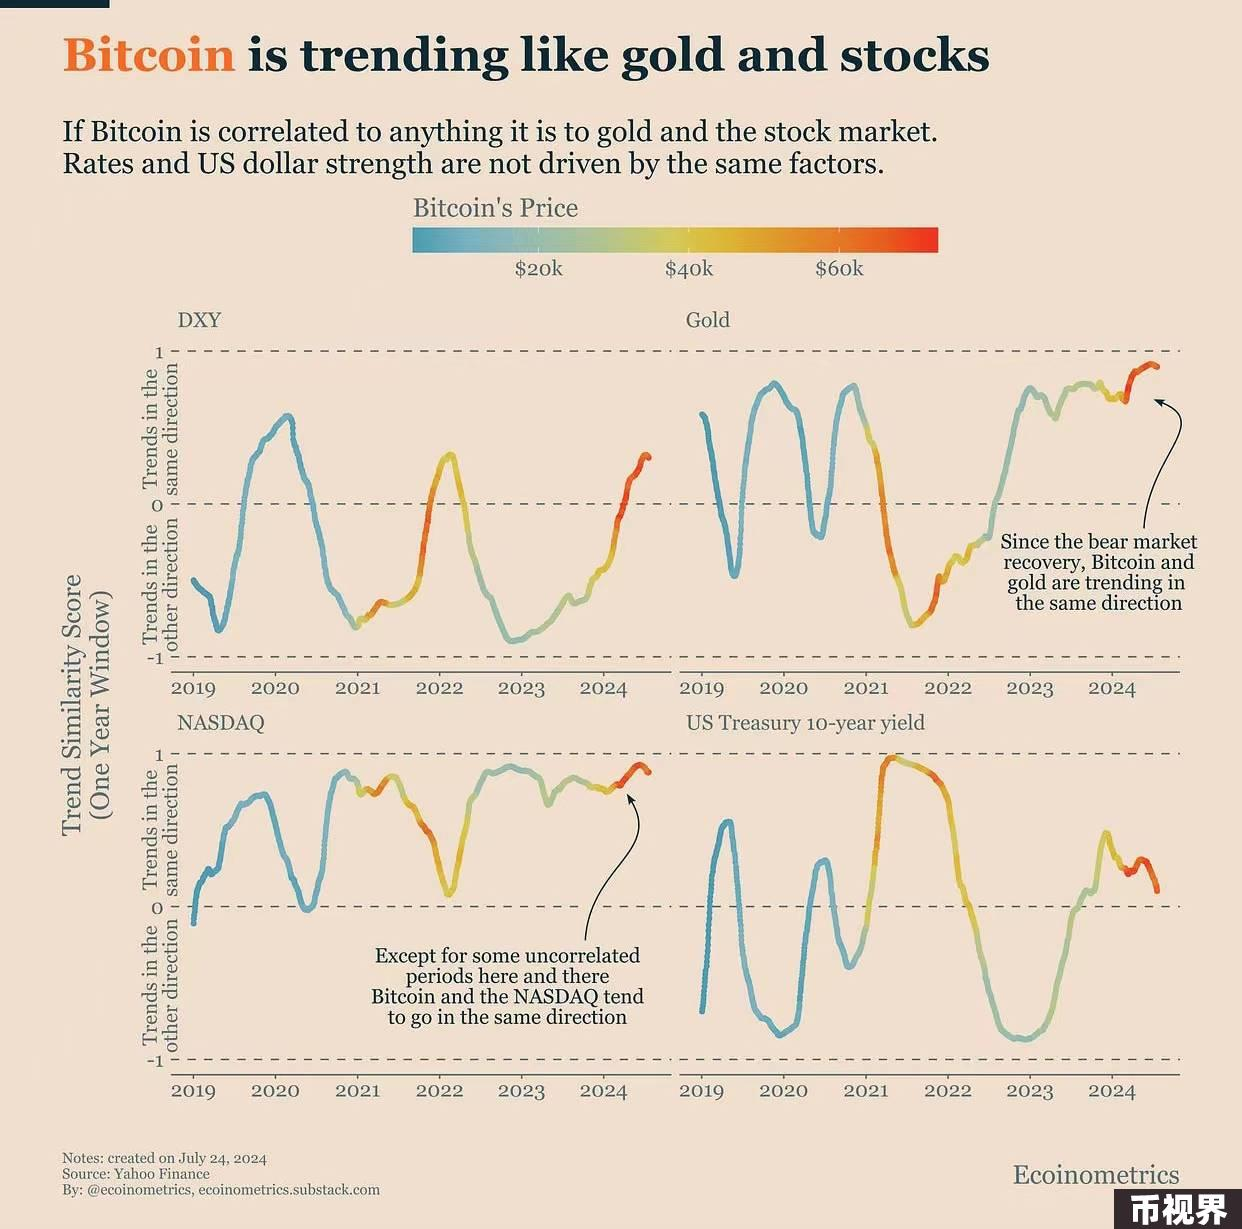 Bitcoin is trending like gold and stocks
If Bitcoin is correlated to anything it is to gold and the stock market.
Rates and US dollar strength are not driven by the same factors.
Bitcoin's Price
$20k $40k $60k
DXY
Gold
1
Trends in the
same direction
0
Trends in the
other direction
-1
Since the bear market
recovery, Bitcoin and
gold are trending in
the same direction
2019 2020 2021 2022 2023 2024
2019 2020 2021 2022 2023 2024
Trend Similarity Score
(One Year Window)
NASDAQ
US Treasury 10-year yield
1
Trends in the
same direction
0
Trends in the
other direction
-1
Except for some uncorrelated
periods here and there
Bitcoin and the NASDAQ tend
to go in the same direction
2019 2020 2021 2022 2023 2024
2019 2020 2021 2022 2023 2024
Notes: created on July 24, 2024
Source: Yahoo Finance
By: @ecoinometrics, ecoinometrics.substack.com
Ecoinometrics
币视界